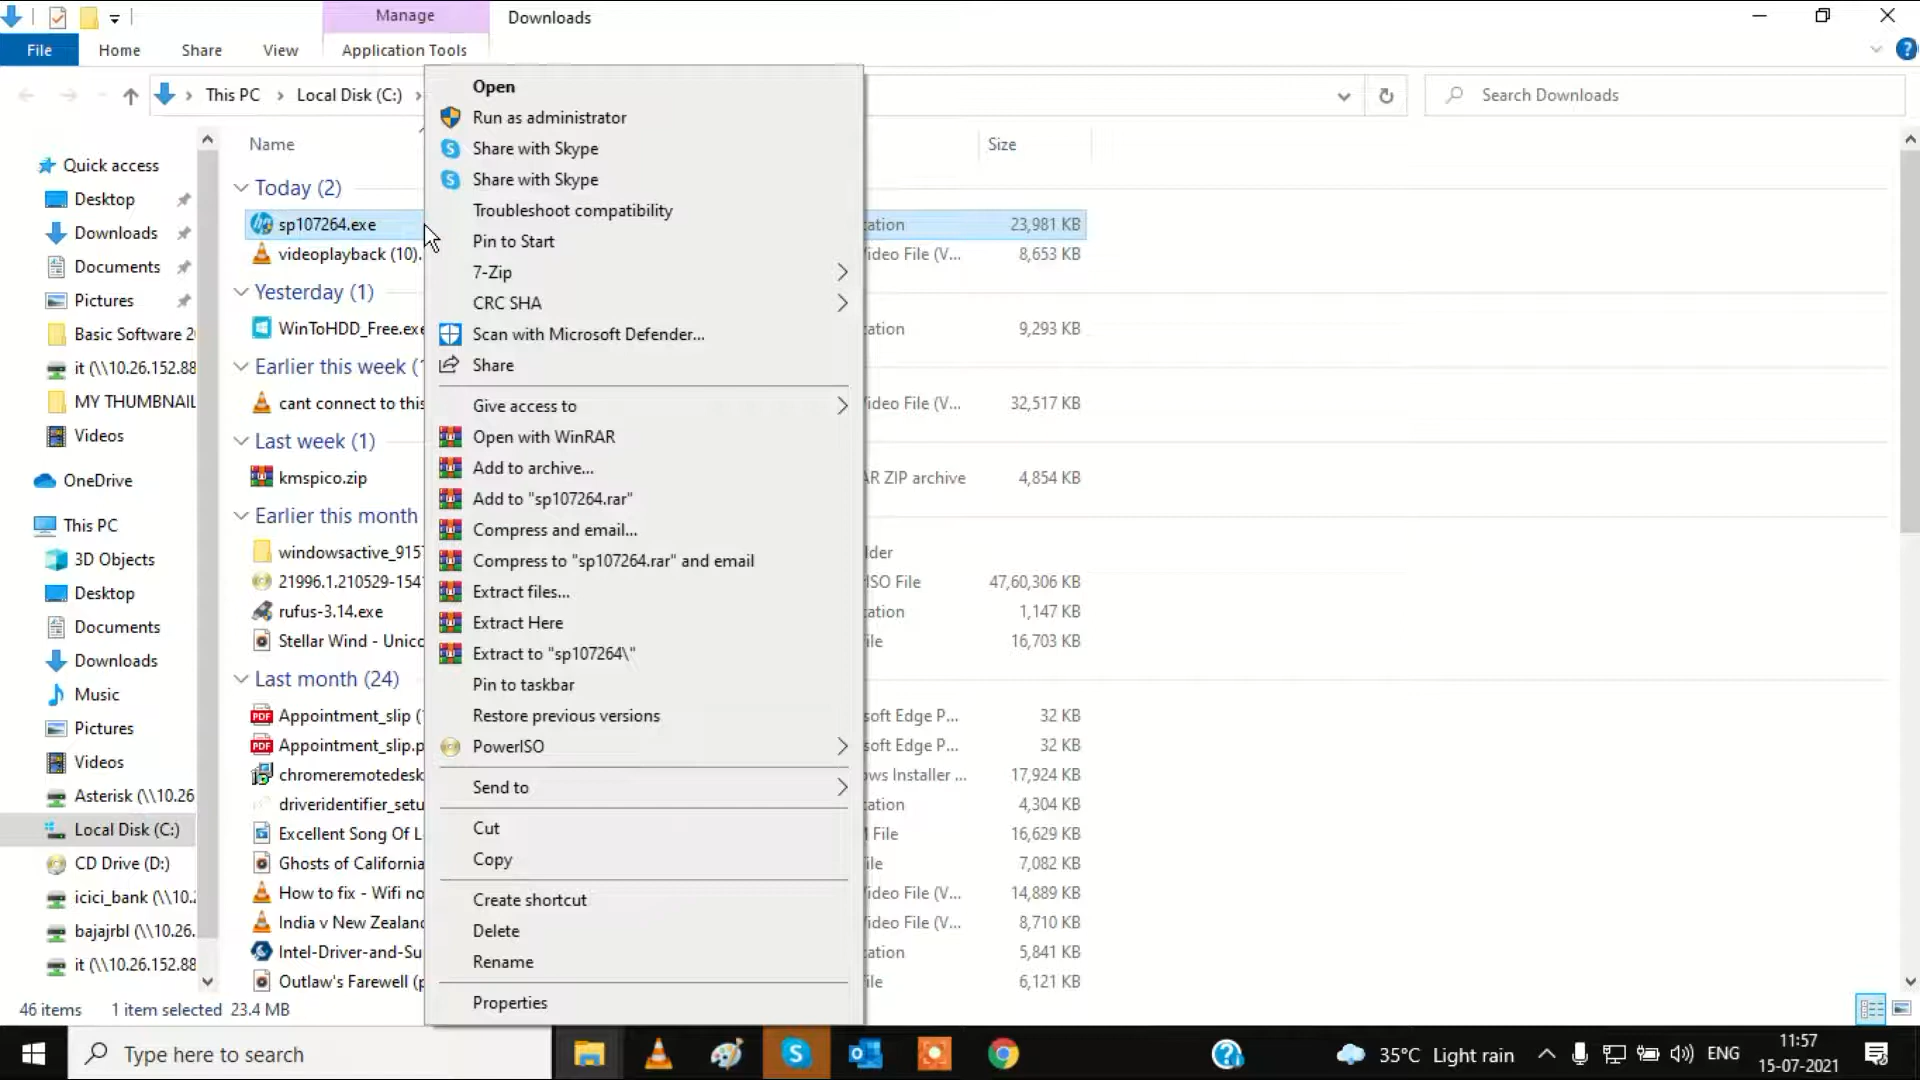 Manage
Downloads
File
Home
Share
View
Application Tools
This PC
Local Disk (C:)
Search Downloads
Name
Size
Quick access
Desktop
Downloads
Documents
Pictures
Basic Software 2
it (\\10.26.152.88
MY THUMBNAIL
Videos
OneDrive
This PC
3D Objects
Desktop
Documents
Downloads
Music
Pictures
Videos
Asterisk (\\10.26
Local Disk (C:)
CD Drive (D:)
icici_bank (\\10.
bajajrbl (\\10.26.
it (\\10.26.152.88
Today (2)
sp107264.exe
ation
23,981 KB
videoplayback (10).
ideo File (V...
8,653 KB
Yesterday (1)
WinToHDD_Free.exe
ation
9,293 KB
Earlier this week (
cant connect to this
ideo File (V...
32,517 KB
Last week (1)
kmspico.zip
AR ZIP archive
4,854 KB
Earlier this month
windowsactive_915
lder
21996.1.210529-154
ISO File
47,60,306 KB
rufus-3.14.exe
ation
1,147 KB
Stellar Wind - Unico
ile
16,703 KB
Last month (24)
Appointment_slip (
soft Edge P...
32 KB
Appointment_slip.p
soft Edge P...
32 KB
chromeremotedesk
ows Installer ...
17,924 KB
driveridentifier_setu
ation
4,304 KB
Excellent Song Of L
File
16,629 KB
Ghosts of California
ile
7,082 KB
How to fix - Wifi no
ideo File (V...
14,889 KB
India v New Zealand
ideo File (V...
8,710 KB
Intel-Driver-and-Su
ation
5,841 KB
Outlaw's Farewell (p
ile
6,121 KB
Open
Run as administrator
Share with Skype
Share with Skype
Troubleshoot compatibility
Pin to Start
7-Zip
CRC SHA
Scan with Microsoft Defender...
Share
Give access to
Open with WinRAR
Add to archive...
Add to "sp107264.rar"
Compress and email...
Compress to "sp107264.rar" and email
Extract files...
Extract Here
Extract to "sp107264\"
Pin to taskbar
Restore previous versions
PowerISO
Send to
Cut
Copy
Create shortcut
Delete
Rename
Properties
46 items
1 item selected 23.4 MB
Type here to search
35°C Light rain
ENG
11:57
15-07-2021